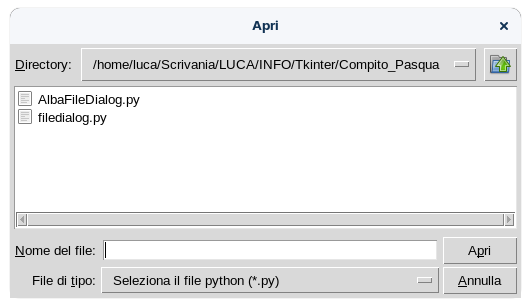 Apri
Directory: /home/luca/Scrivania/LUCA/INFO/Tkinter/Compito_Pasqua
AlbaFileDialog.py
filedialog.py
Nome del file: Apri
File di tipo: Seleziona il file python (*.py) Annulla